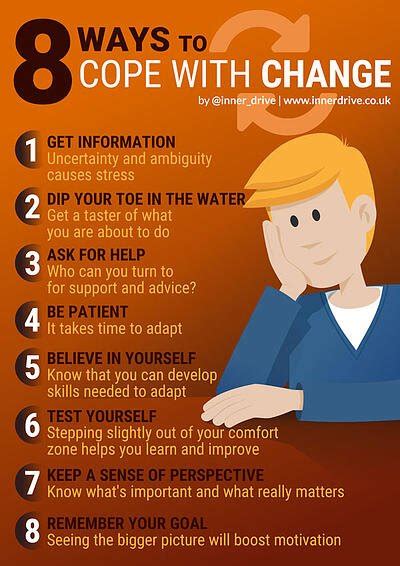 8 WAYS TO
COPE WITH CHANGE
by @inner_drive | www.innerdrive.co.uk
1 GET INFORMATION
Uncertainty and ambiguity
causes stress
2 DIP YOUR TOE IN THE WATER
Get a taster of what
you are about to do
3 ASK FOR HELP
Who can you turn to
for support and advice?
4 BE PATIENT
It takes time to adapt
5 BELIEVE IN YOURSELF
Know that you can develop
skills needed to adapt
6 TEST YOURSELF
Stepping slightly out of your comfort
zone helps you learn and improve
7 KEEP A SENSE OF PERSPECTIVE
Know what's important and what really matters
8 REMEMBER YOUR GOAL
Seeing the bigger picture will boost motivation